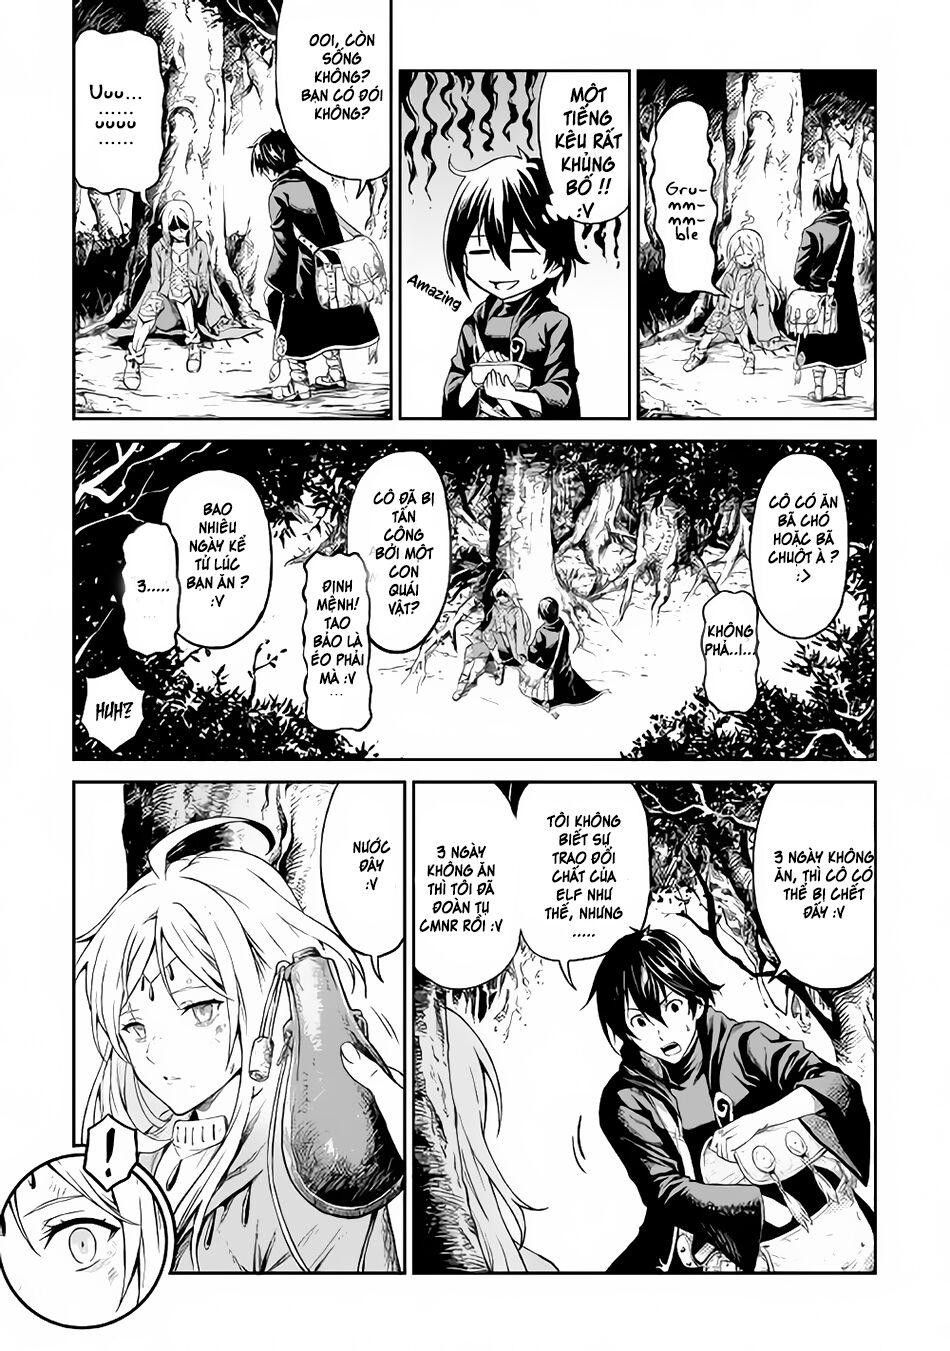 Gru-
mm-
mm-
ble
MỘT
TIẾNG
KÊU RẤT
KHỦNG
BỐ !!
:V
Amazing
OOI, CÒN
SỐNG
KHÔNG?
BẠN CÓ ĐÓI
KHÔNG?
Uuu...
......
uuuu
......
CÔ CÓ ĂN
BÃ CHÓ
HOẶC BÃ
CHUỘT À ?
:>
KHÔNG
PHẢ..I...
CÔ ĐÃ BỊ
TẤN
CÔNG
BỞI MỘT
CON
QUÁI
VẬT?
ĐỊNH
MỆNH!
TAO
BẢO LÀ
ÉO PHẢI
MÀ :V
...
BAO
NHIÊU
NGÀY KỂ
TỪ LÚC
BẠN ĂN ?
:V
3.....
HUH?
3 NGÀY KHÔNG
ĂN, THÌ CÔ CÓ
THỂ BỊ CHẾT
ĐẤY :V
TÔI KHÔNG
BIẾT SỰ
TRAO ĐỔI
CHẤT CỦA
ELF NHƯ
THẾ, NHƯNG
.....
3 NGÀY
KHÔNG ĂN
THÌ TÔI ĐÃ
ĐOÀN TỤ
CMNR RỒI :V
NƯỚC
ĐÂY
:V
!